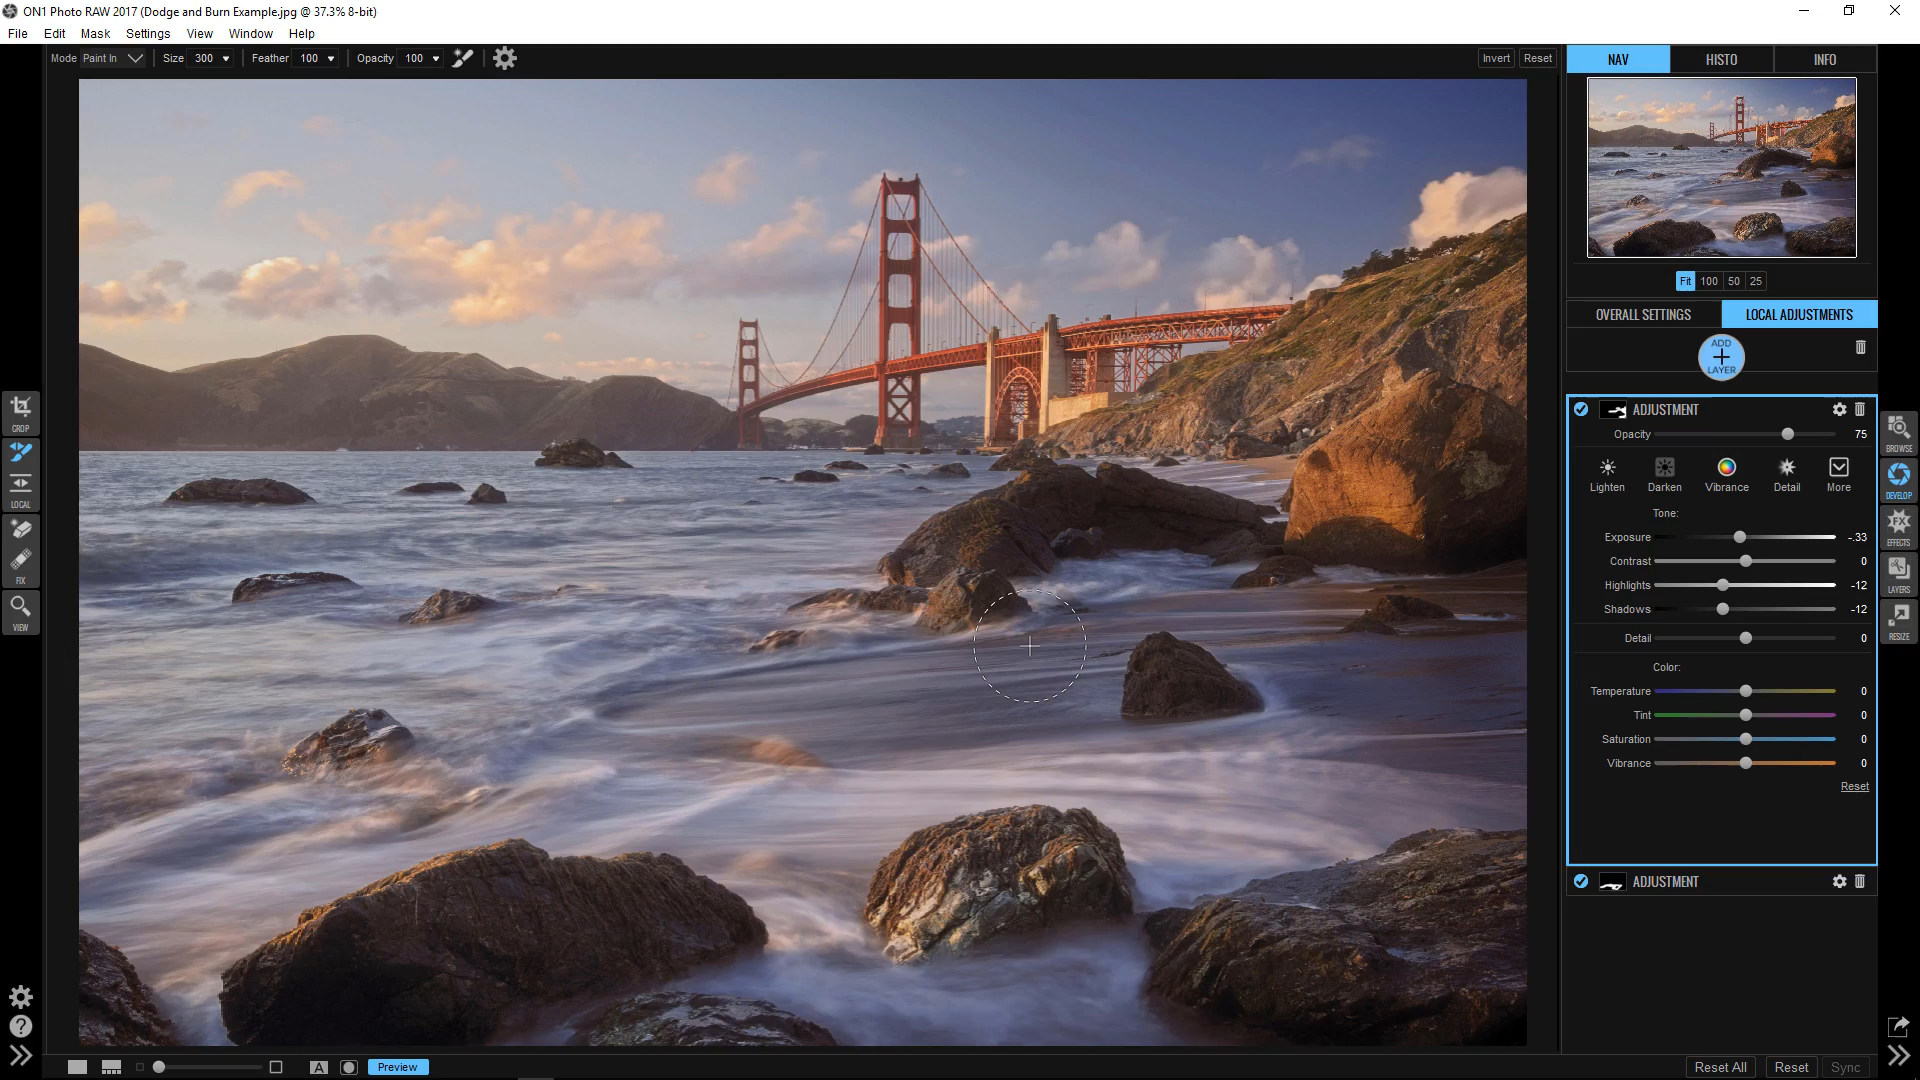 ON1 Photo RAW 2017 (Dodge and Burn Example.jpg @ 37.3% 8-bit)
File Edit Mask Settings View Window Help
Mode Paint In Size 300 Feather 100 Opacity 100 Invert Reset
NAV HISTO INFO
Fit 100 50 25
OVERALL SETTINGS LOCAL ADJUSTMENTS
ADD
LAYER
ADJUSTMENT
Opacity 75
Lighten Darken Vibrance Detail More
Tone:
Exposure -.33
Contrast 0
Highlights -12
Shadows -12
Detail 0
Color:
Temperature 0
Tint 0
Saturation 0
Vibrance 0
Reset
ADJUSTMENT
CROP
LOCAL
FIX
VIEW
BROWSE
DEVELOP
FX
EFFECTS
LAYERS
RESIZE
A Preview
Reset All Reset Sync